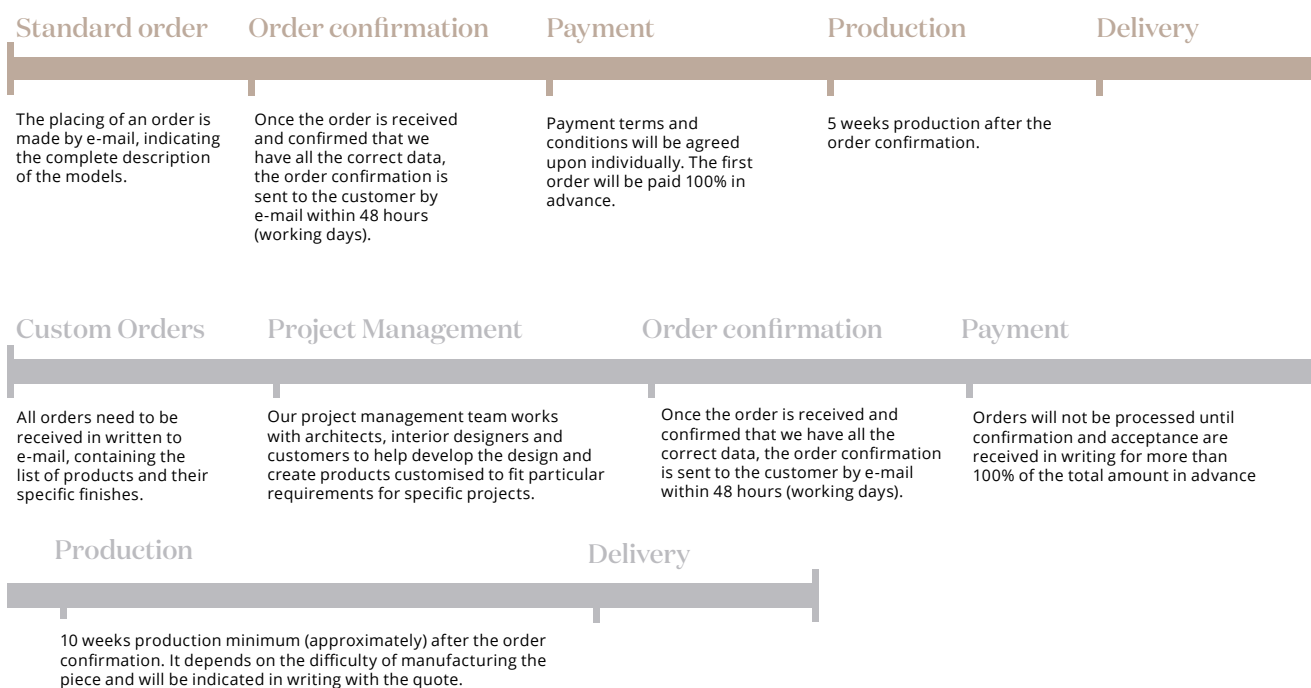 Standard order
The placing of an order is
made by e-mail, indicating
the complete description
of the models.
Order confirmation
Once the order is received
and confirmed that we
have all the correct data,
the order confirmation is
sent to the customer by
e-mail within 48 hours
(working days).
Payment
Payment terms and
conditions will be agreed
upon individually. The first
order will be paid 100% in
advance.
Production
5 weeks production after the
order confirmation.
Delivery
Custom Orders
All orders need to be
received in written to
e-mail, containing the
list of products and their
specific finishes.
Project Management
Our project management team works
with architects, interior designers and
customers to help develop the design and
create products customised to fit particular
requirements for specific projects.
Order confirmation
Once the order is received and
confirmed that we have all the
correct data, the order confirmation
is sent to the customer by e-mail
within 48 hours (working days).
Payment
Orders will not be processed until
confirmation and acceptance are
received in writing for more than
100% of the total amount in advance
Production
10 weeks production minimum (approximately) after the order
confirmation. It depends on the difficulty of manufacturing the
piece and will be indicated in writing with the quote.
Delivery